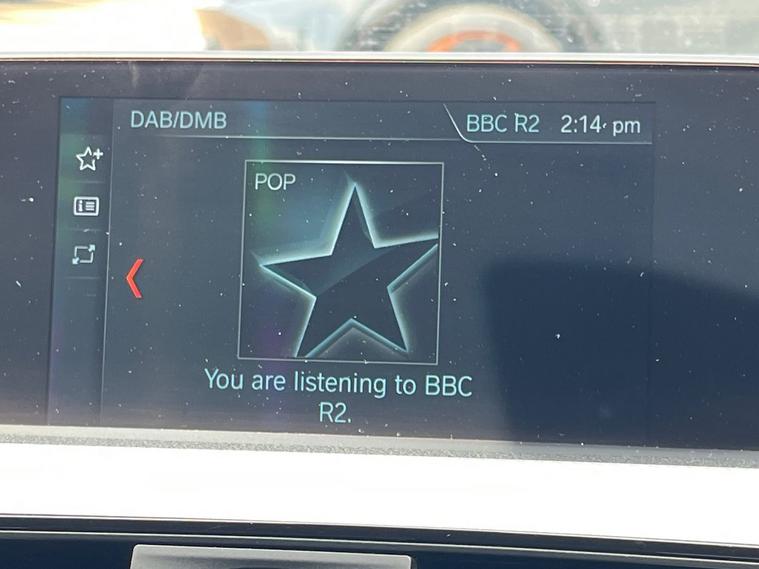 DAB/DMB
BBC R2 2:14 pm
POP
You are listening to BBC
R2.